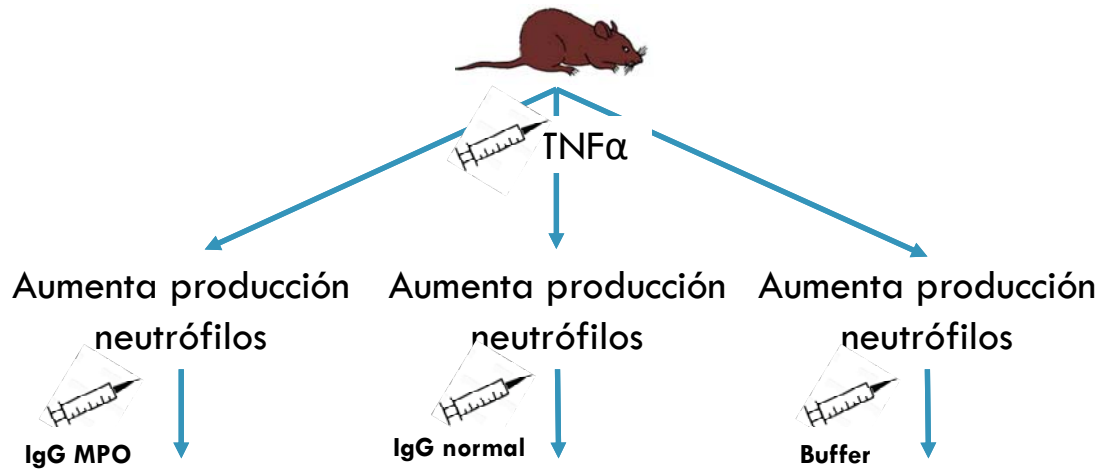 TNFα
Aumenta producción
neutrófilos
Aumenta producción
neutrófilos
Aumenta producción
neutrófilos
IgG MPO
IgG normal
Buffer